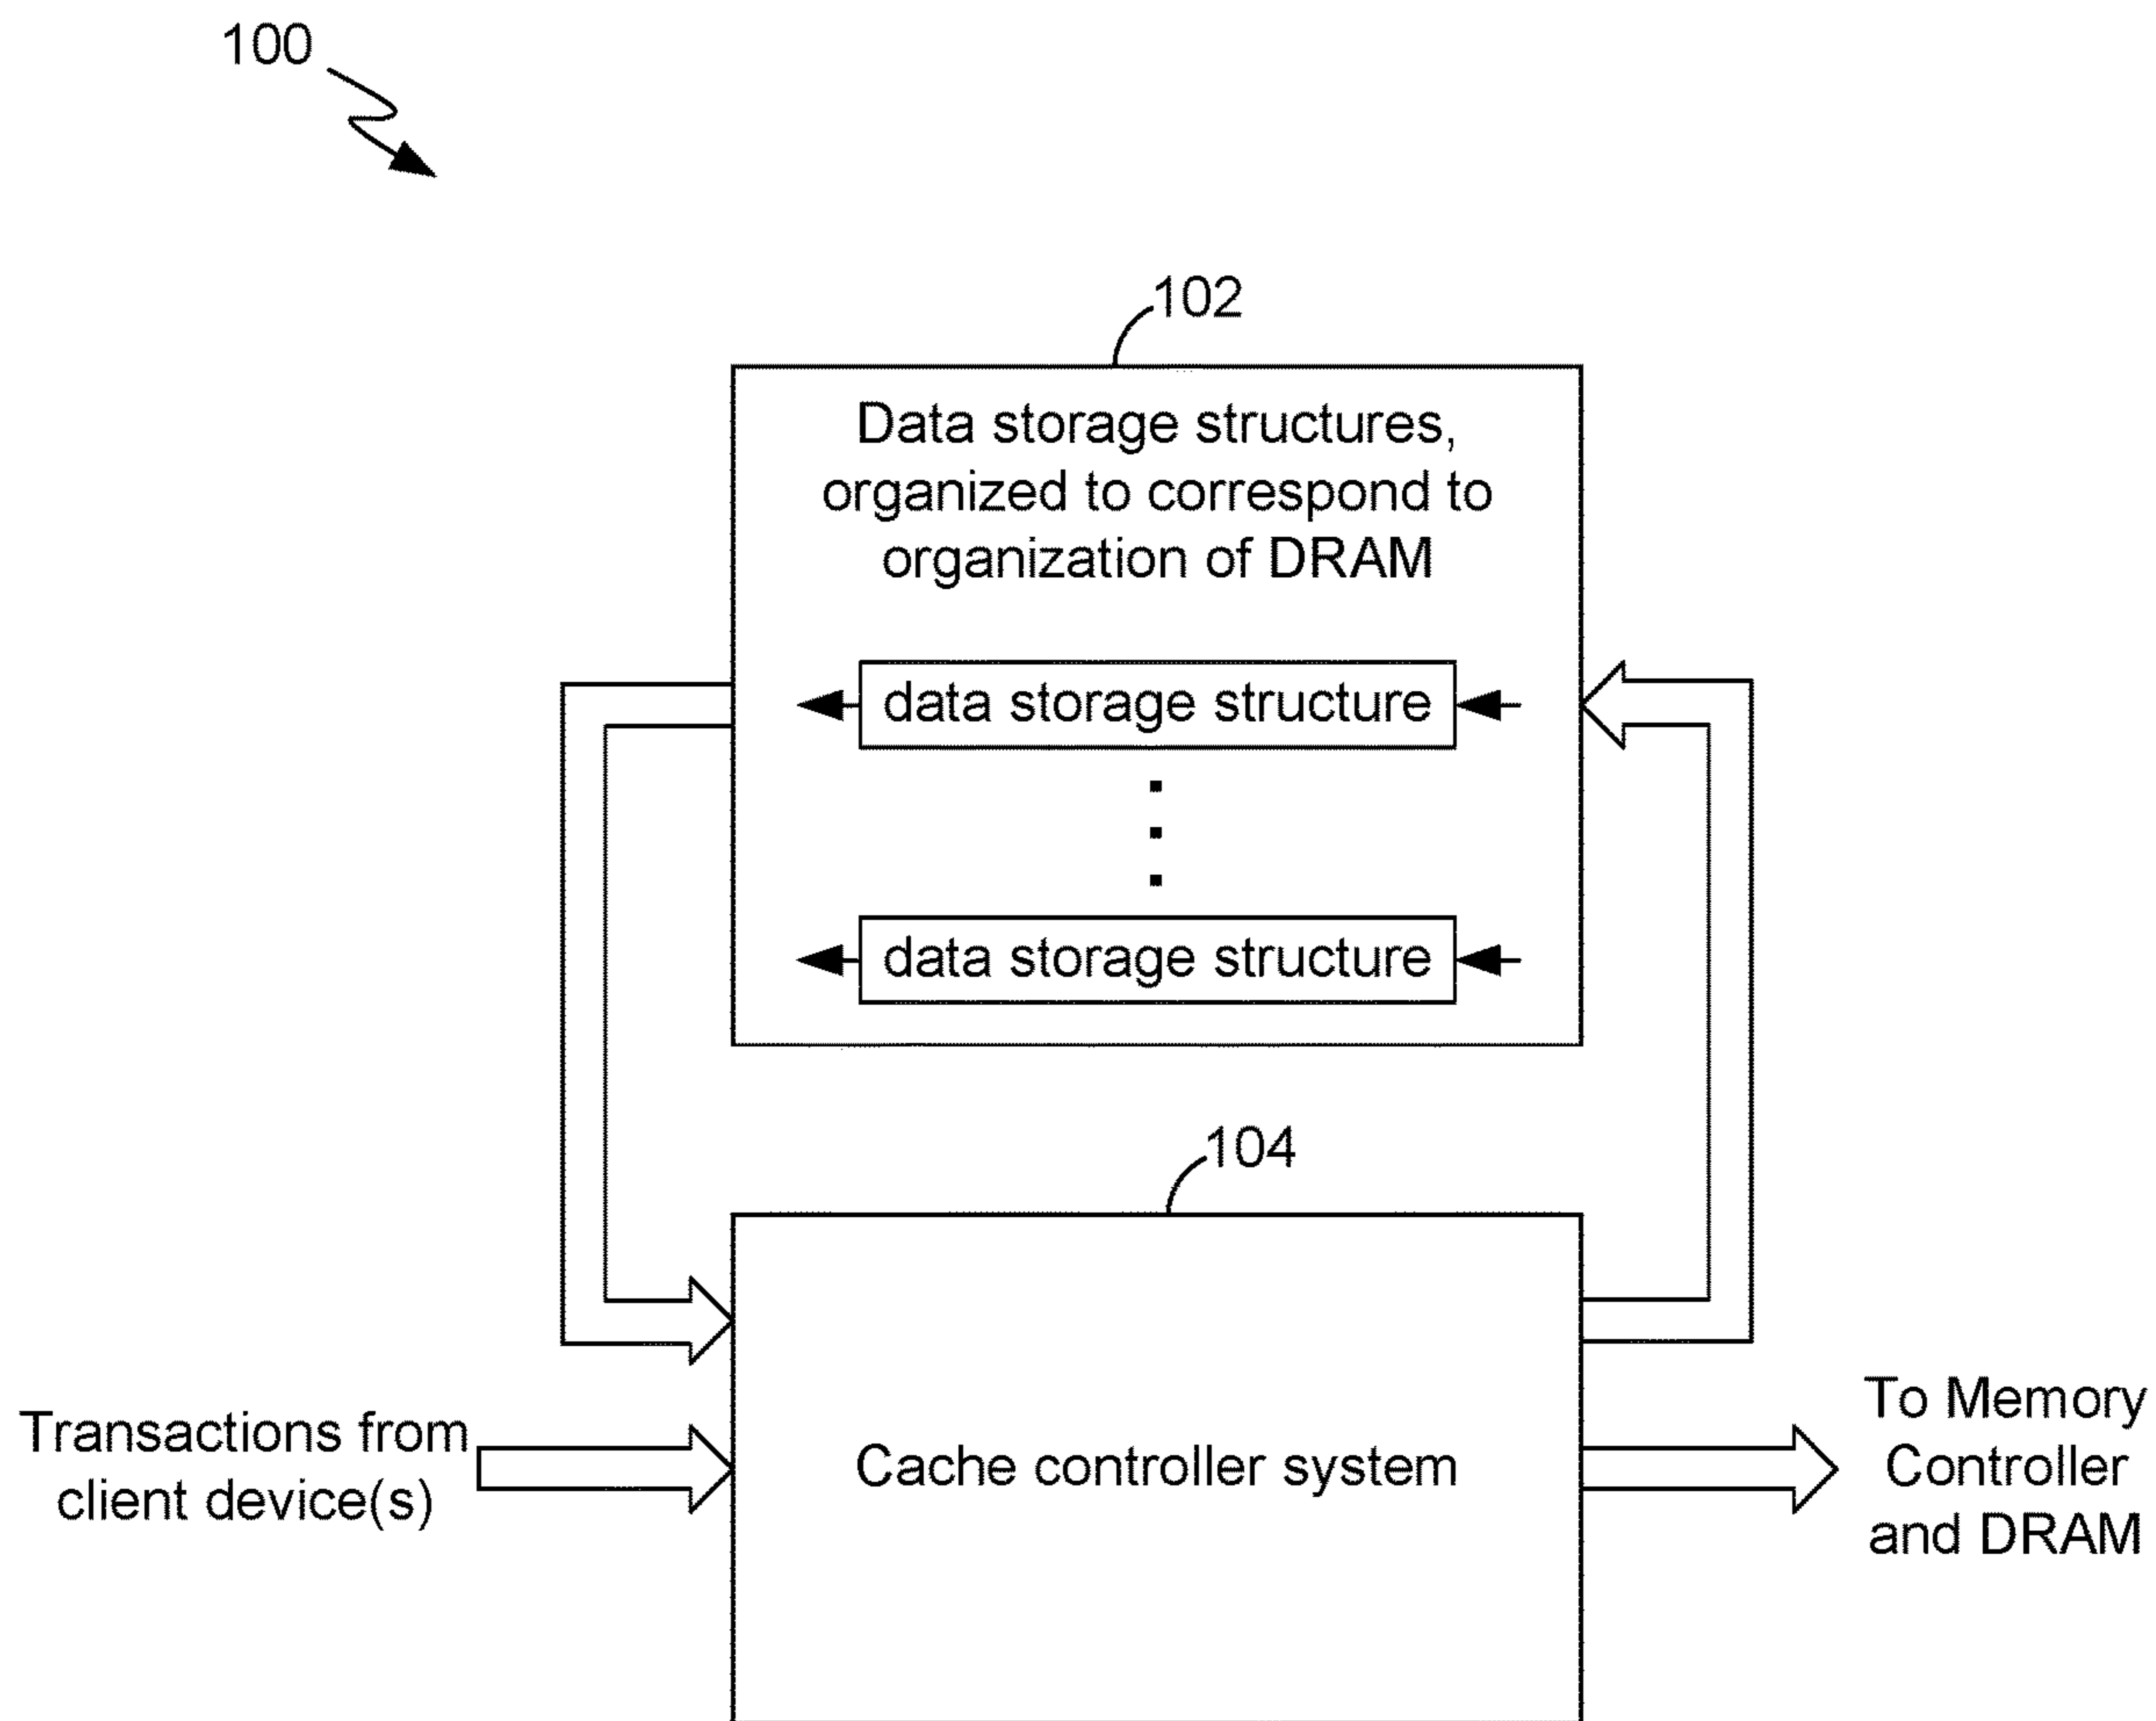 100
102
Data storage structures,
organized to correspond to
organization of DRAM
data storage structure
data storage structure
104
Transactions from
client device(s)
Cache controller system
To Memory
Controller
and DRAM